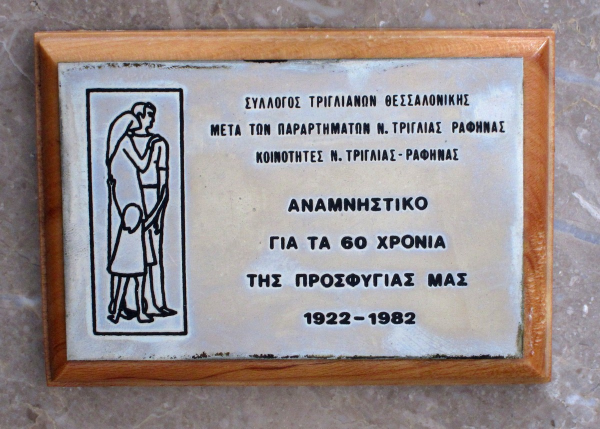 ΣΥΛΛΟΓΟΣ ΤΡΙΓΛΙΑΝΩΝ ΘΕΣΣΑΛΟΝΙΚΗΣ
ΜΕΤΑ ΤΩΝ ΠΑΡΑΡΤΗΜΑΤΩΝ Ν. ΤΡΙΓΛΙΑΣ ΡΑΦΗΝΑΣ
ΚΟΙΝΟΤΗΤΕΣ Ν. ΤΡΙΓΛΙΑΣ-ΡΑΦΗΝΑΣ
ΑΝΑΜΝΗΣΤΙΚΟ
ΓΙΑ ΤΑ 60 ΧΡΟΝΙΑ
ΤΗΣ ΠΡΟΣΦΥΓΙΑΣ ΜΑΣ
1922-1982